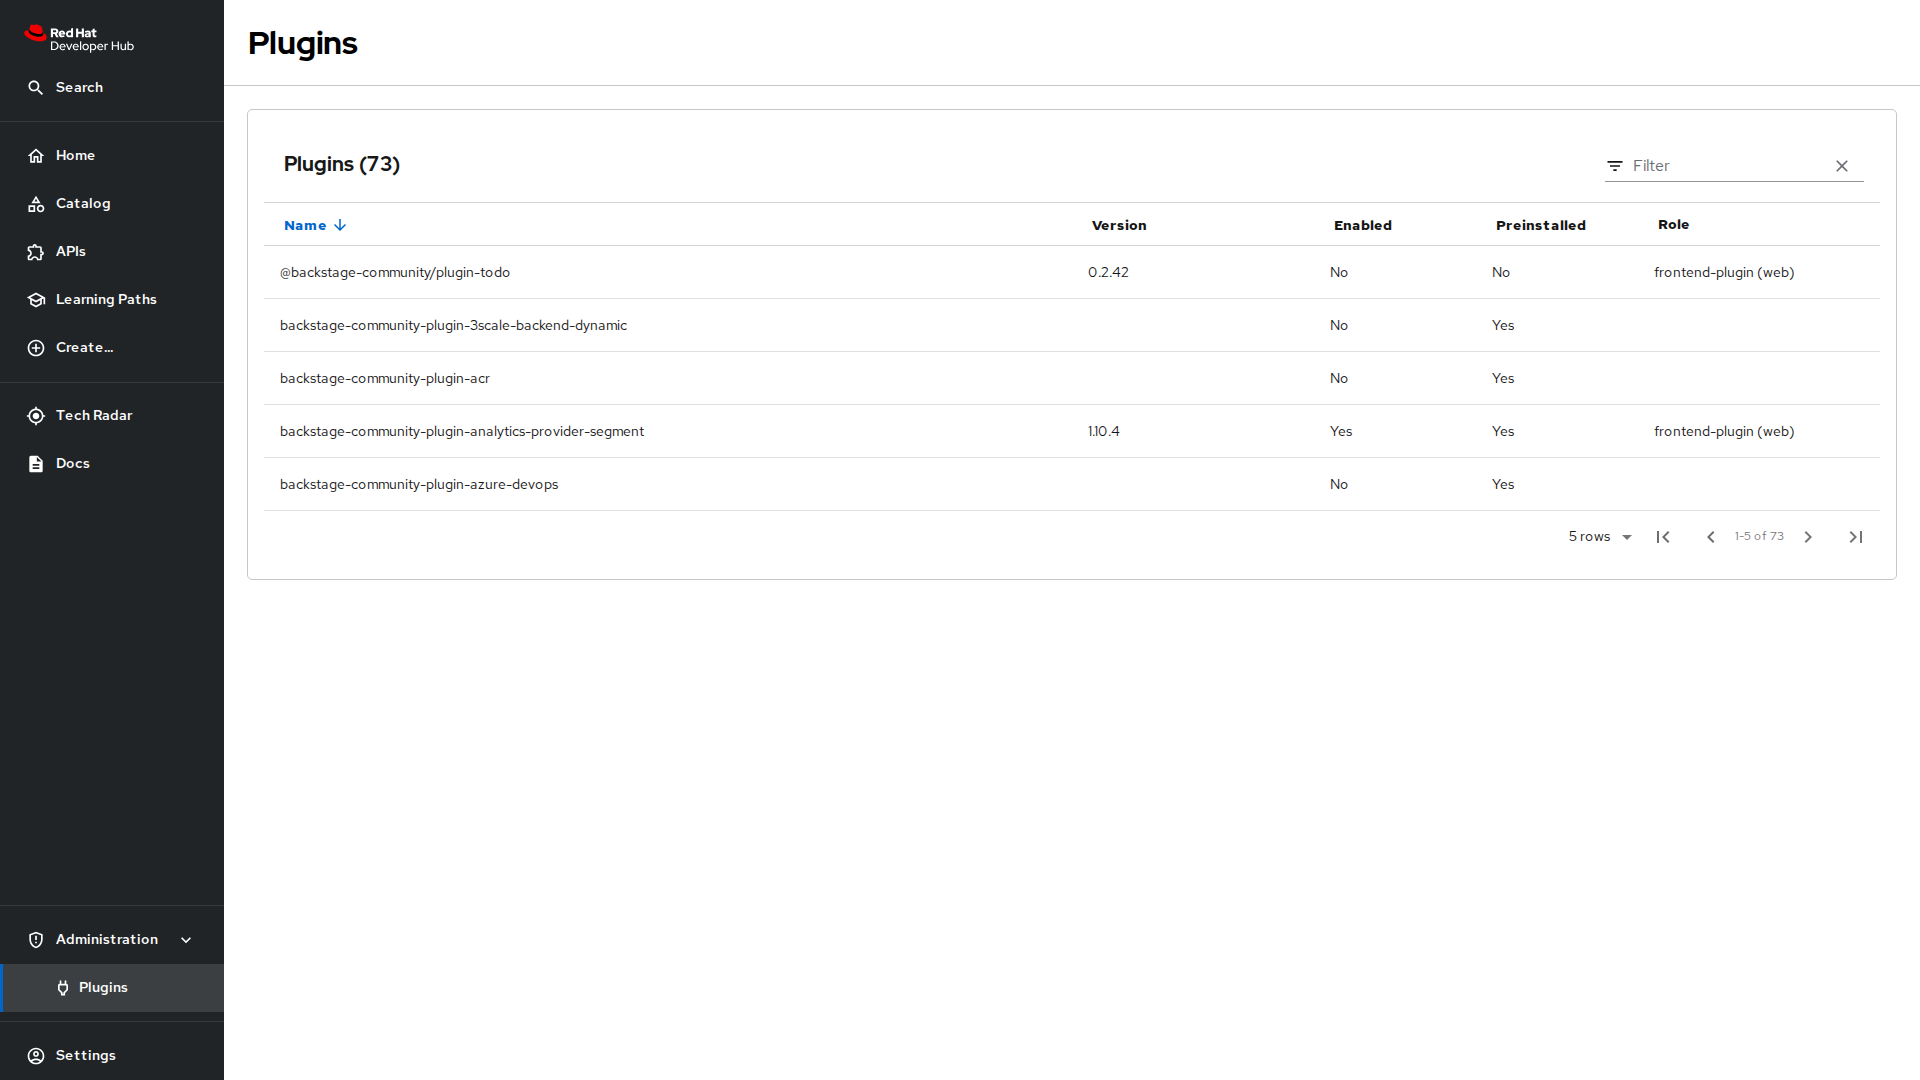 Red Hat
Developer Hub
Search
Home
Catalog
APIs
Learning Paths
Create...
Tech Radar
Docs
Administration
Plugins
Settings
Plugins
Plugins (73)
Filter
Name Version Enabled Preinstalled Role
@backstage-community/plugin-todo 0.2.42 No No frontend-plugin (web)
backstage-community-plugin-3scale-backend-dynamic No Yes
backstage-community-plugin-acr No Yes
backstage-community-plugin-analytics-provider-segment 1.10.4 Yes Yes frontend-plugin (web)
backstage-community-plugin-azure-devops No Yes
5 rows 1-5 of 73